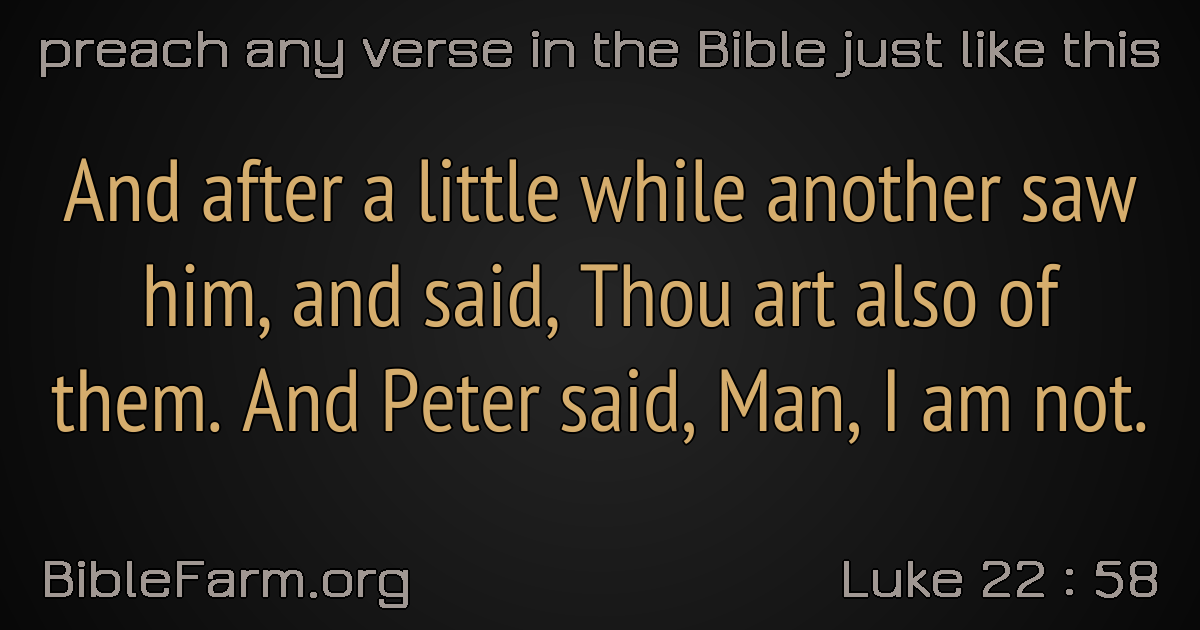 preach any verse in the Bible just like this
And after a little while another saw
him, and said, Thou art also of
them. And Peter said, Man, I am not.
BibleFarm.org
Luke 22 : 58